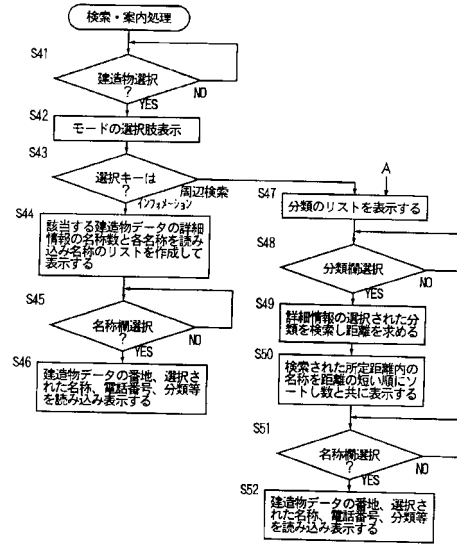 検索・案内処理
S41
建造物選択
?
NO
YES
S42
モードの選択肢表示
S43
選択キーは
?
周辺検索
インフォメーション
S44
該当する建造物データの詳細
情報の名称数と各名称を読み
込み名称のリストを作成して
表示する
S45
名称欄選択
?
NO
YES
S46
建造物データの番地、選択さ
れた名称、電話番号、分類等
を読み込み表示する
A
S47
分類のリストを表示する
S48
分類欄選択
?
NO
YES
S49
詳細情報の選択された分
類を検索し距離を求める
S50
検索された所定距離内の
名称を距離の短い順にソ
ートし数と共に表示する
S51
名称欄選択
?
NO
YES
S52
建造物データの番地、選択さ
れた名称、電話番号、分類等
を読み込み表示する